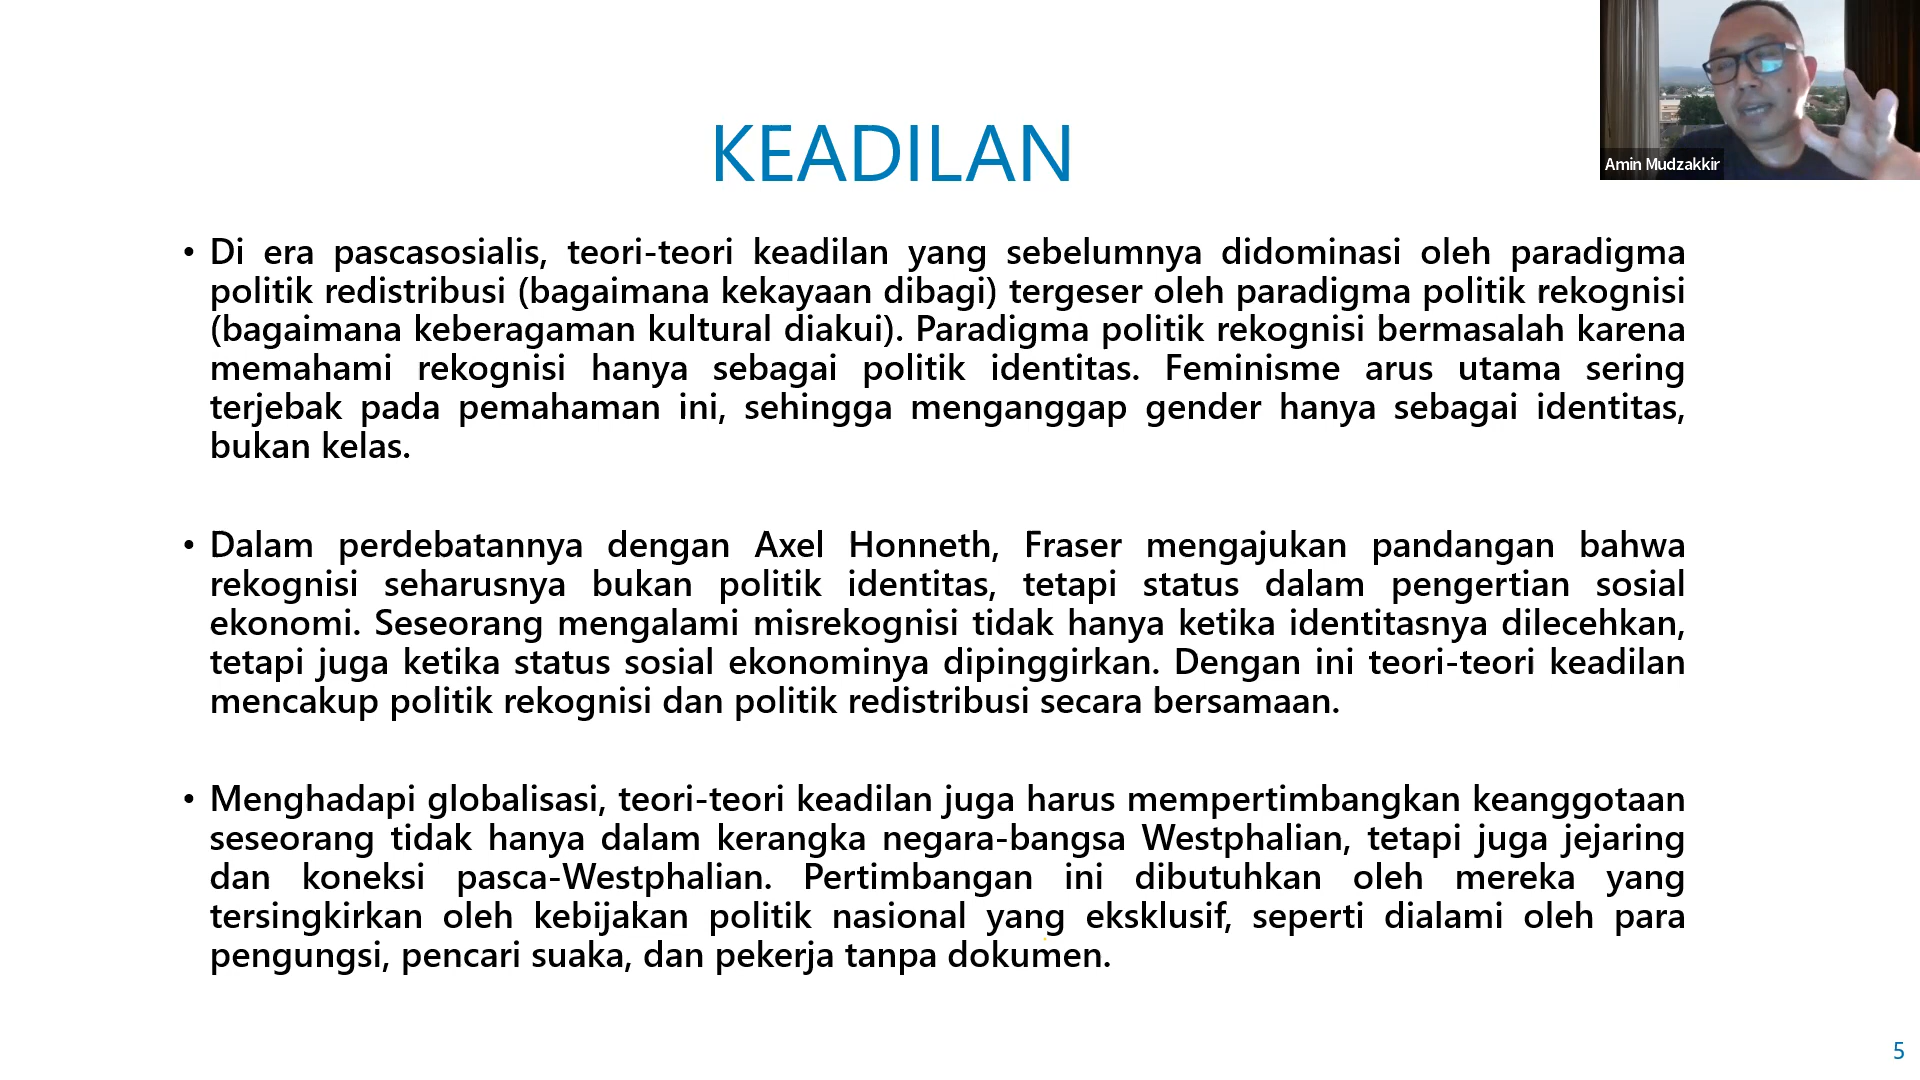 KEADILAN
Amin Mudzakkir
• Di era pascasosialis, teori-teori keadilan yang sebelumnya didominasi oleh paradigma
politik redistribusi (bagaimana kekayaan dibagi) tergeser oleh paradigma politik rekognisi
(bagaimana keberagaman kultural diakui). Paradigma politik rekognisi bermasalah karena
memahami rekognisi hanya sebagai politik identitas. Feminisme arus utama sering
terjebak pada pemahaman ini, sehingga menganggap gender hanya sebagai identitas,
bukan kelas.
• Dalam perdebatannya dengan Axel Honneth, Fraser mengajukan pandangan bahwa
rekognisi seharusnya bukan politik identitas, tetapi status dalam pengertian sosial
ekonomi. Seseorang mengalami misrekognisi tidak hanya ketika identitasnya dilecehkan,
tetapi juga ketika status sosial ekonominya dipinggirkan. Dengan ini teori-teori keadilan
mencakup politik rekognisi dan politik redistribusi secara bersamaan.
• Menghadapi globalisasi, teori-teori keadilan juga harus mempertimbangkan keanggotaan
seseorang tidak hanya dalam kerangka negara-bangsa Westphalian, tetapi juga jejaring
dan koneksi pasca-Westphalian. Pertimbangan ini dibutuhkan oleh mereka yang
tersingkirkan oleh kebijakan politik nasional yang eksklusif, seperti dialami oleh para
pengungsi, pencari suaka, dan pekerja tanpa dokumen.
5